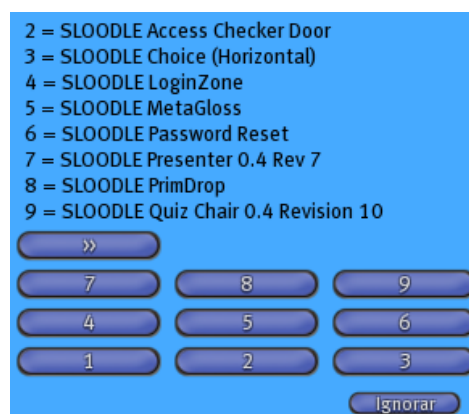 2 = SLOODLE Access Checker Door
3 = SLOODLE Choice (Horizontal)
4 = SLOODLE LoginZone
5 = SLOODLE MetaGloss
6 = SLOODLE Password Reset
7 = SLOODLE Presenter 0.4 Rev 7
8 = SLOODLE PrimDrop
9 = SLOODLE Quiz Chair 0.4 Revision 10
»
7 8 9
4 5 6
1 2 3
Ignorar